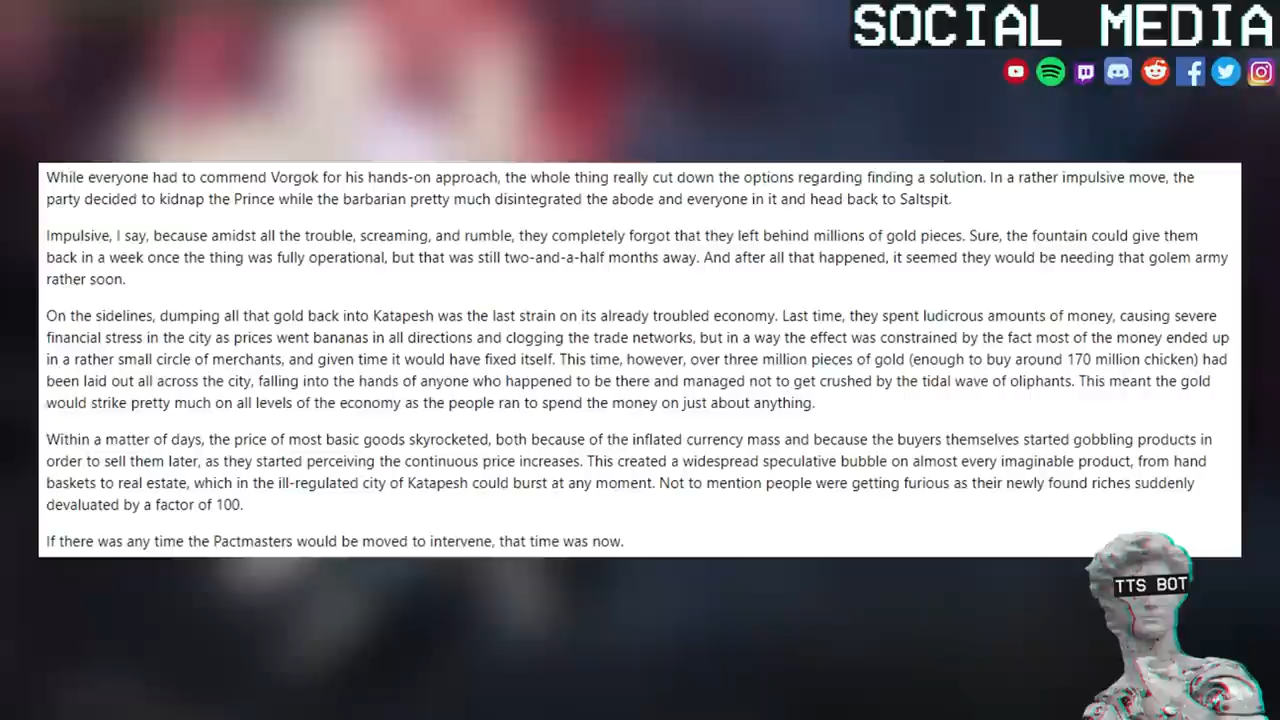 SOCIAL MEDIA
While everyone had to commend Vorgok for his hands-on approach, the whole thing really cut down the options regarding finding a solution. In a rather impulsive move, the
party decided to kidnap the Prince while the barbarian pretty much disintegrated the abode and everyone in it and head back to Saltspit.
Impulsive, I say, because amidst all the trouble, screaming, and rumble, they completely forgot that they left behind millions of gold pieces. Sure, the fountain could give them
back in a week once the thing was fully operational, but that was still two-and-a-half months away. And after all that happened, it seemed they would be needing that golem army
rather soon.
On the sidelines, dumping all that gold back into Katapesh was the last strain on its already troubled economy. Last time, they spent ludicrous amounts of money, causing severe
financial stress in the city as prices went bananas in all directions and clogging the trade networks, but in a way the effect was constrained by the fact most of the money ended up
in a rather small circle of merchants, and given time it would have fixed itself. This time, however, over three million pieces of gold (enough to buy around 170 million chicken) had
been laid out all across the city, falling into the hands of anyone who happened to be there and managed not to get crushed by the tidal wave of oliphants. This meant the gold
would strike pretty much on all levels of the economy as the people ran to spend the money on just about anything.
Within a matter of days, the price of most basic goods skyrocketed, both because of the inflated currency mass and because the buyers themselves started gobbling products in
order to sell them later, as they started perceiving the continuous price increases. This created a widespread speculative bubble on almost every imaginable product, from hand
baskets to real estate, which in the ill-regulated city of Katapesh could burst at any moment. Not to mention people were getting furious as their newly found riches suddenly
devaluated by a factor of 100.
If there was any time the Pactmasters would be moved to intervene, that time was now.
TTS BOT